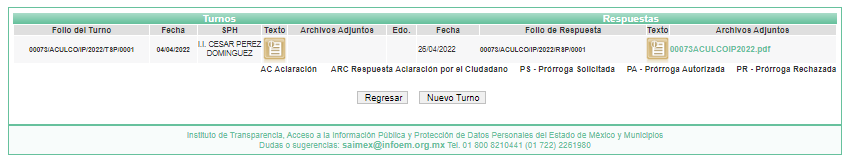 Turnos Respuestas
Folio del Turno Fecha SPH Texto Archivos Adjuntos Edo. Fecha Folio de Respuesta Texto Archivos Adjuntos
00073/ACULCO/IP/2022/TSP/0001 04/04/2022 LI. CESAR PEREZ DOMINGUEZ 26/04/2022 00073/ACULCO/IP/2022/RSP/0001 00073ACULCOIP2022.pdf
AC Aclaración ARC Respuesta Aclaración por el Ciudadano PS - Prórroga Solicitada PA - Prórroga Autorizada PR - Prórroga Rechazada
Regresar Nuevo Turno
Instituto de Transparencia, Acceso a la Información Pública y Protección de Datos Personales del Estado de México y Municipios
Dudas o sugerencias: saimex@infoem.org.mx Tel. 01 800 8210441 (01 722) 2261980